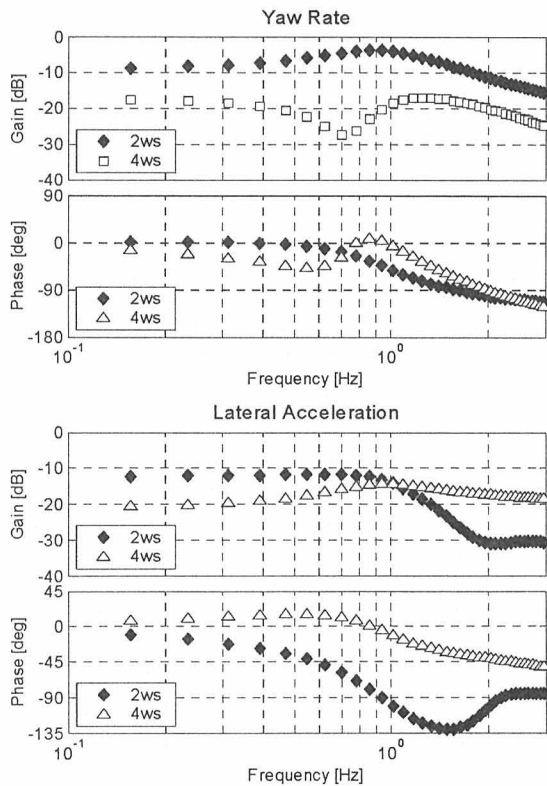 Yaw Rate
0
-10
-20
-30
-40
Gain [dB]
2ws
4ws
90
0
-90
-180
Phase [deg]
2ws
4ws
10^-1
10^0
Frequency [Hz]
Lateral Acceleration
0
-10
-20
-30
-40
Gain [dB]
2ws
4ws
45
0
-45
-90
-135
Phase [deg]
2ws
4ws
10^-1
10^0
Frequency [Hz]